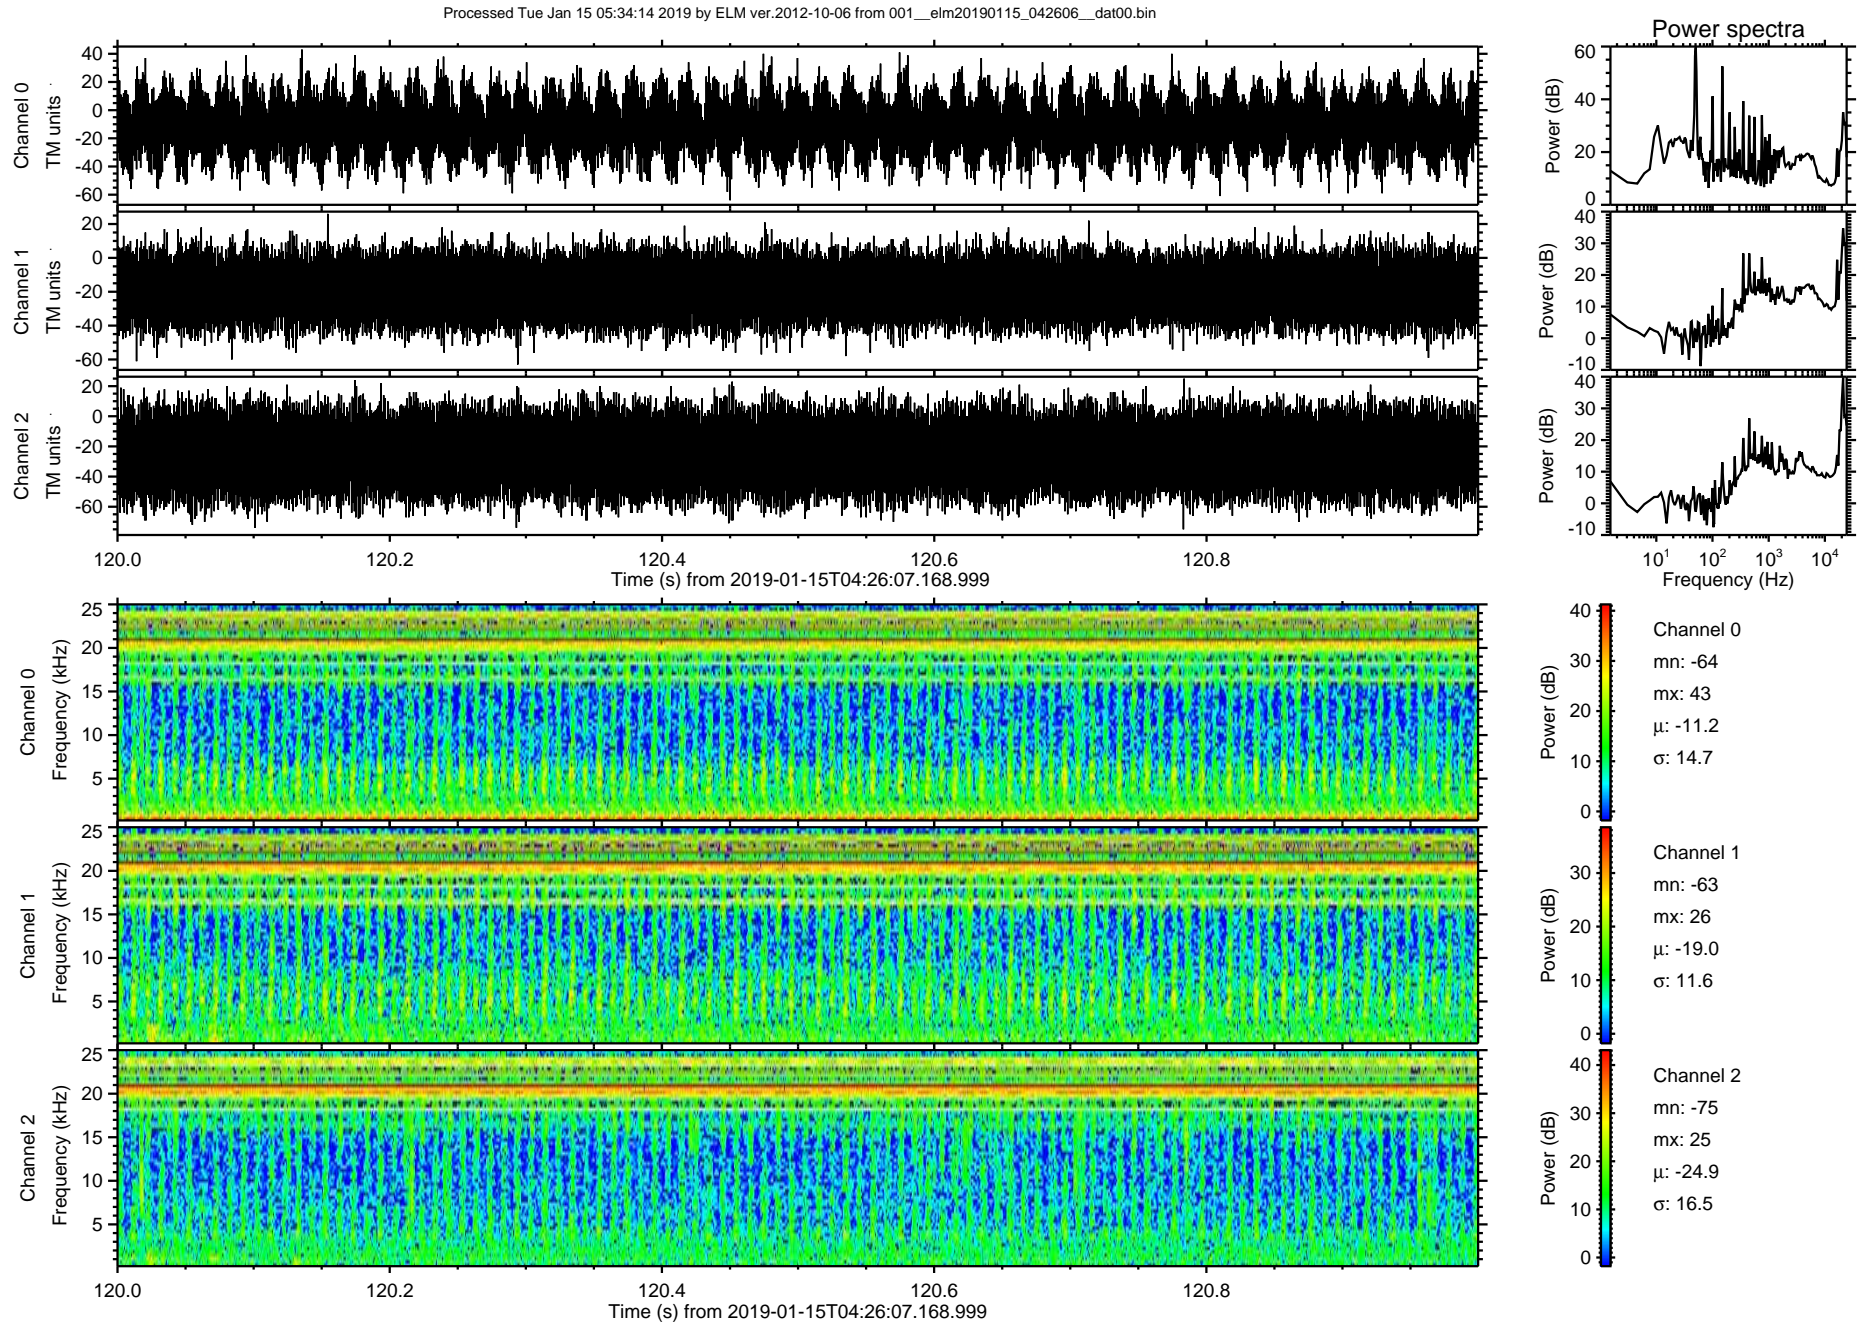 Processed Tue Jan 15 05:34:14 2019 by ELM ver.2012-10-06 from 001__elm20190115_042606__dat00.bin
Power spectra
Channel 0
TM units
40
20
0
-20
-40
-60
Power (dB)
60
40
20
0
Channel 1
TM units
20
0
-20
-40
-60
Power (dB)
40
30
20
10
0
-10
Channel 2
TM units
20
0
-20
-40
-60
Power (dB)
40
30
20
10
0
-10
120.0 120.2 120.4 120.6 120.8
Time (s) from 2019-01-15T04:26:07.168.999
10^1 10^2 10^3 10^4
Frequency (Hz)
Channel 0
Frequency (kHz)
25
20
15
10
5
Power (dB)
40
30
20
10
0
Channel 0
mn: -64
mx: 43
μ: -11.2
σ: 14.7
Channel 1
Frequency (kHz)
25
20
15
10
5
Power (dB)
30
20
10
0
Channel 1
mn: -63
mx: 26
μ: -19.0
σ: 11.6
Channel 2
Frequency (kHz)
25
20
15
10
5
Power (dB)
40
30
20
10
0
Channel 2
mn: -75
mx: 25
μ: -24.9
σ: 16.5
120.0 120.2 120.4 120.6 120.8
Time (s) from 2019-01-15T04:26:07.168.999